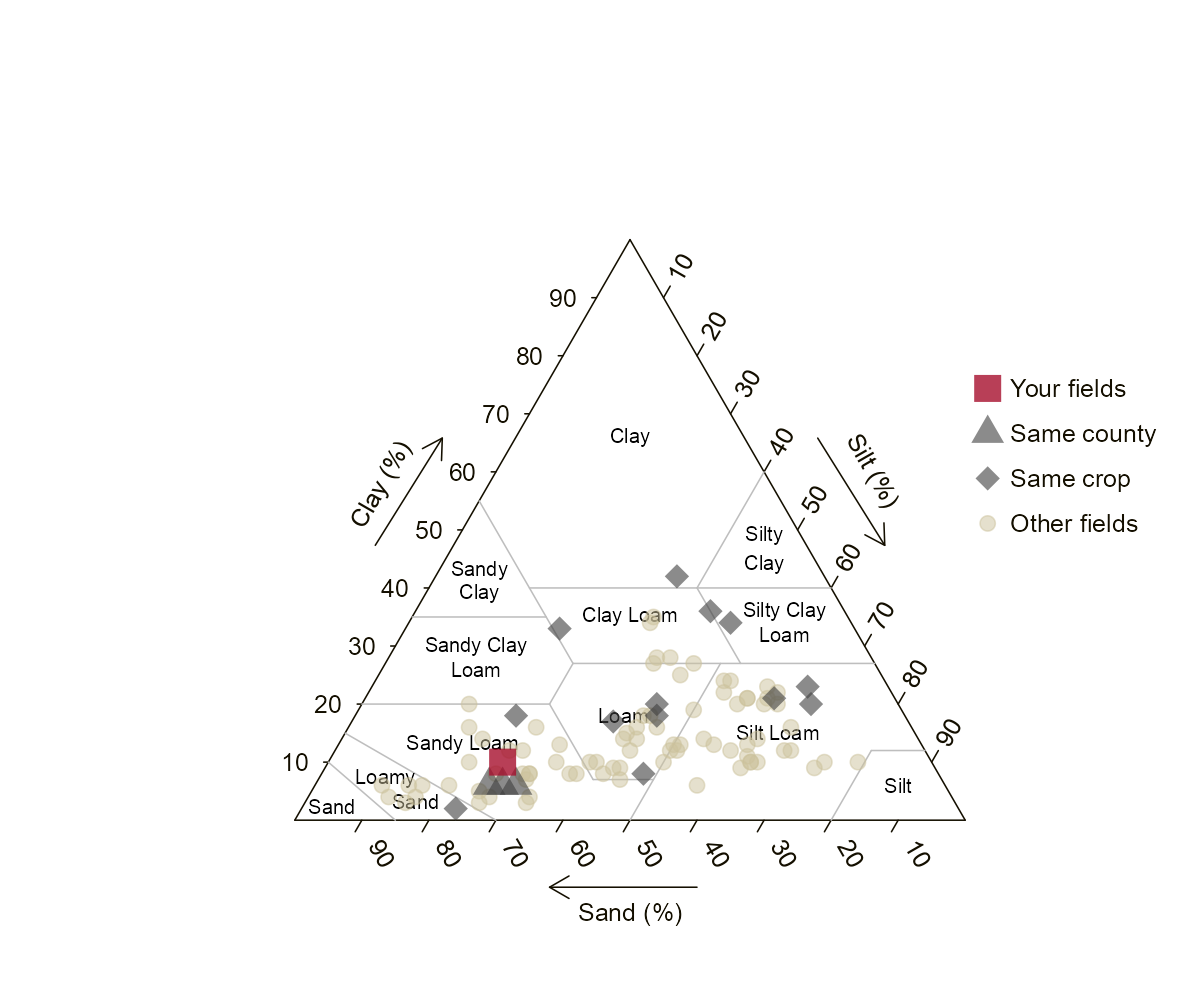 10
90
20
80
30
70
40
60
50
50
60
40
70
30
80
20
90
10
Clay (%)
Silt (%)
Clay
Silty
Clay
Sandy
Clay
Clay Loam
Silty Clay
Loam
Sandy Clay
Loam
Loam
Silt Loam
Sandy Loam
Loamy
Sand
Sand
Silt
90
80
70
60
50
40
30
20
10
Sand (%)
Your fields
Same county
Same crop
Other fields